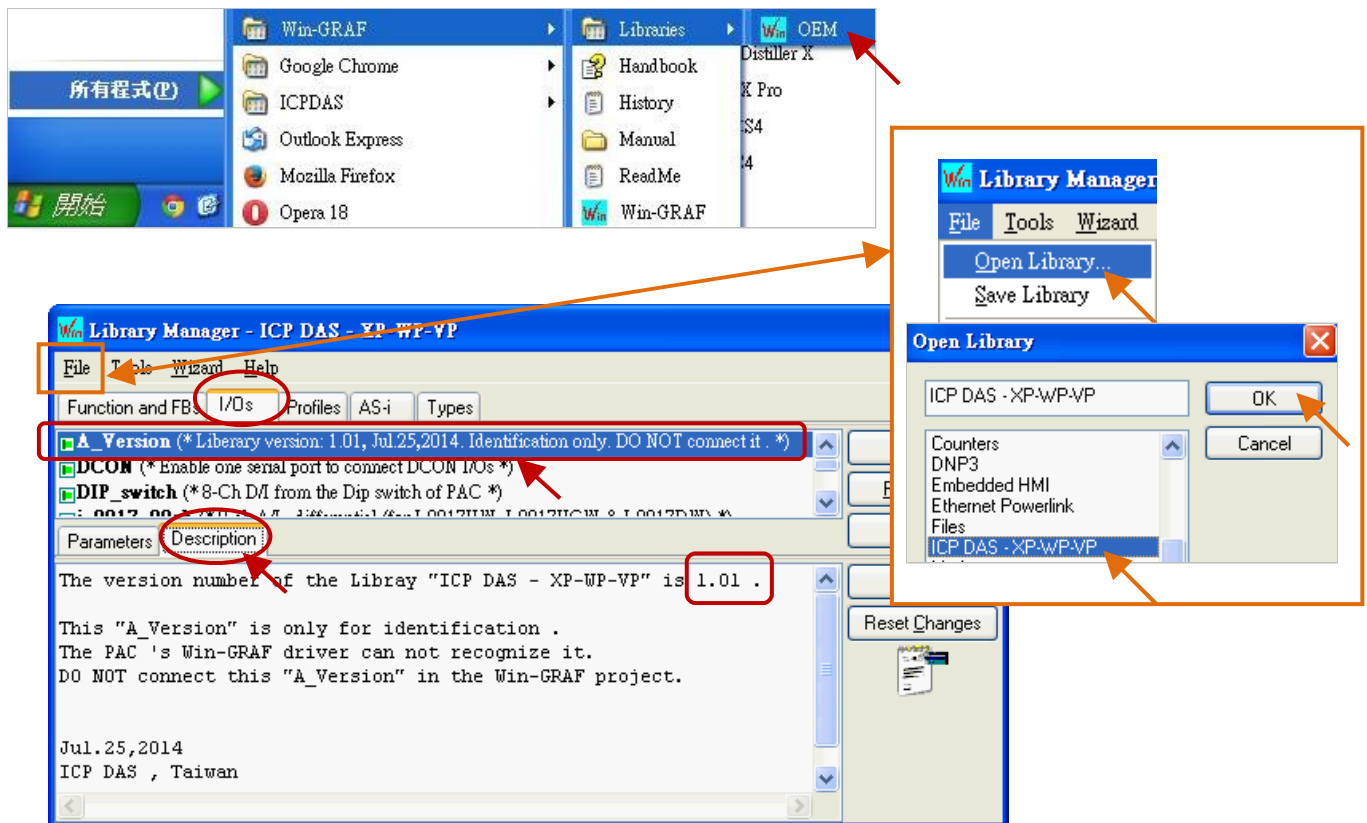 Win-GRAF
Libraries
OEM
Google Chrome
Handbook
Distiller X
所有程式(P)
ICPDAS
History
X Pro
Outlook Express
Manual
Mozilla Firefox
ReadMe
開始
Opera 18
Win-GRAF
Win Library Manager
File Tools Wizard
Open Library...
Save Library
Open Library
ICP DAS - XP-WP-VP
OK
Cancel
Counters
DNP3
Embedded HMI
Ethernet Powerlink
Files
ICP DAS - XP-WP-VP
Win Library Manager - ICP DAS - XP-WP-VP
File Tools Wizard Help
Function and FBs I/Os Profiles AS-i Types
A_Version (* Liberary version: 1.01, Jul.25,2014. Identification only. DO NOT connect it . *)
DCON (* Enable one serial port to connect DCON I/Os *)
DIP_switch (* 8-Ch D/I from the Dip switch of PAC *)
Parameters Description
The version number of the Libray "ICP DAS - XP-WP-VP" is 1.01 .
This "A_Version" is only for identification .
The PAC 's Win-GRAF driver can not recognize it.
DO NOT connect this "A_Version" in the Win-GRAF project.
Jul.25,2014
ICP DAS , Taiwan
Reset Changes